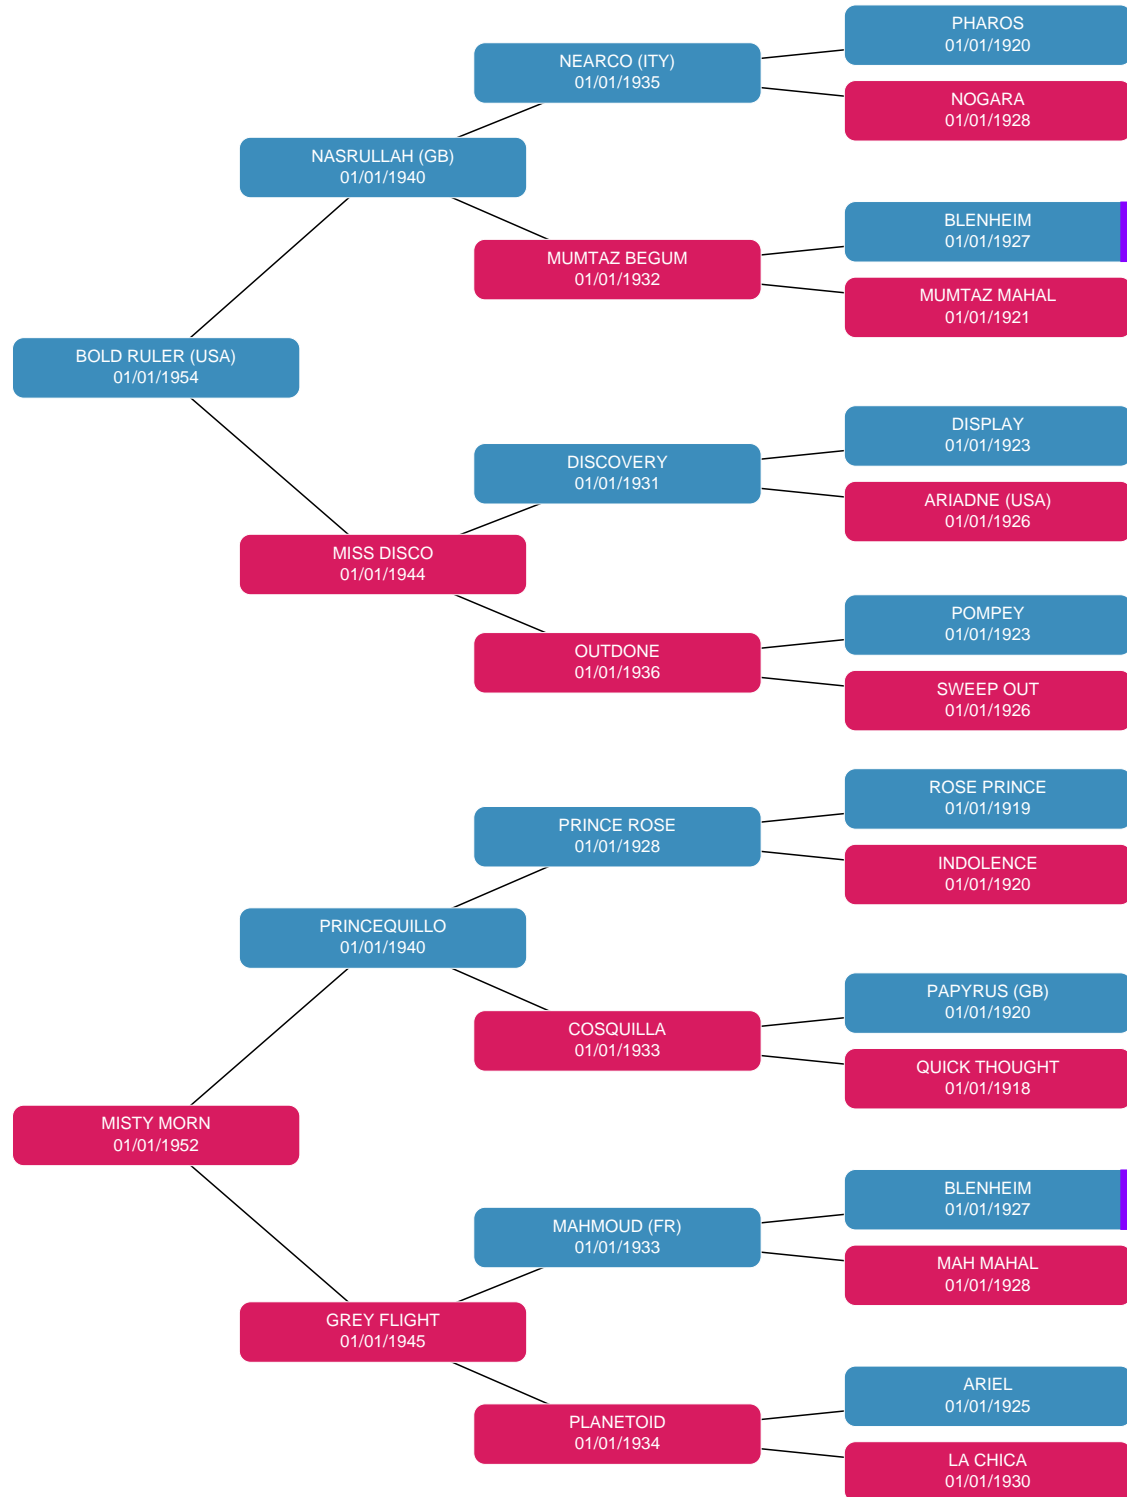 PHAROS
01/01/1920
NEARCO (ITY)
01/01/1935
NOGARA
01/01/1928
NASRULLAH (GB)
01/01/1940
BLENHEIM
01/01/1927
MUMTAZ BEGUM
01/01/1932
MUMTAZ MAHAL
01/01/1921
BOLD RULER (USA)
01/01/1954
DISPLAY
01/01/1923
DISCOVERY
01/01/1931
ARIADNE (USA)
01/01/1926
MISS DISCO
01/01/1944
POMPEY
01/01/1923
OUTDONE
01/01/1936
SWEEP OUT
01/01/1926
ROSE PRINCE
01/01/1919
PRINCE ROSE
01/01/1928
INDOLENCE
01/01/1920
PRINCEQUILLO
01/01/1940
PAPYRUS (GB)
01/01/1920
COSQUILLA
01/01/1933
QUICK THOUGHT
01/01/1918
MISTY MORN
01/01/1952
BLENHEIM
01/01/1927
MAHMOUD (FR)
01/01/1933
MAH MAHAL
01/01/1928
GREY FLIGHT
01/01/1945
ARIEL
01/01/1925
PLANETOID
01/01/1934
LA CHICA
01/01/1930